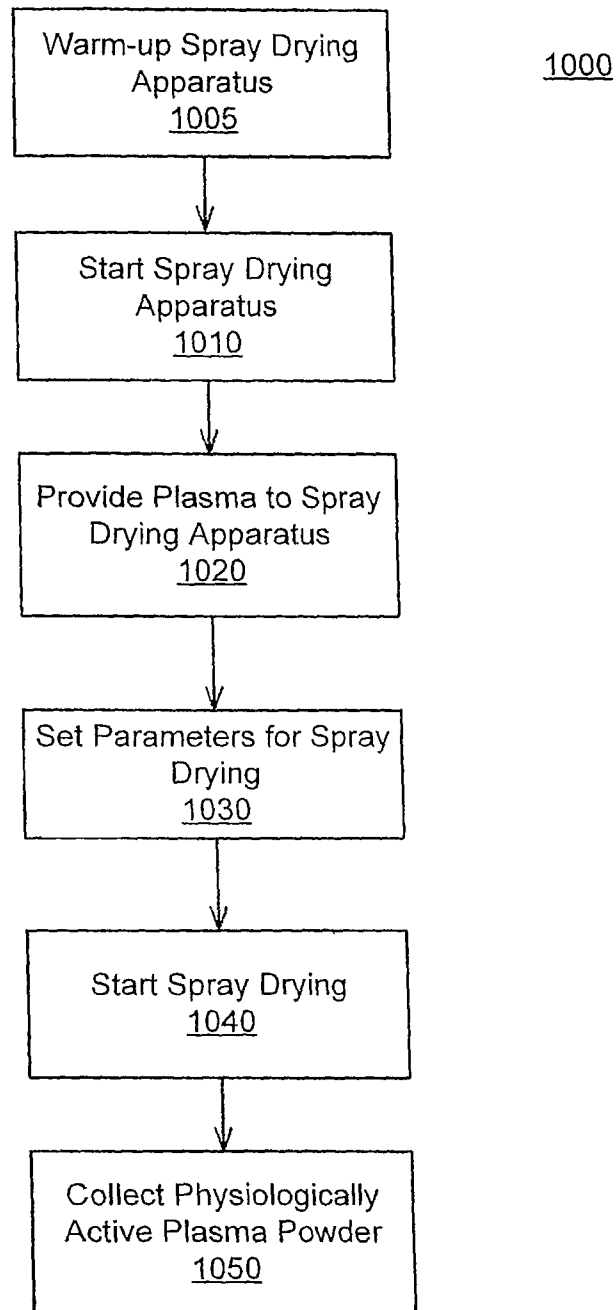 Warm-up Spray Drying
Apparatus
1005
1000
Start Spray Drying
Apparatus
1010
Provide Plasma to Spray
Drying Apparatus
1020
Set Parameters for Spray
Drying
1030
Start Spray Drying
1040
Collect Physiologically
Active Plasma Powder
1050